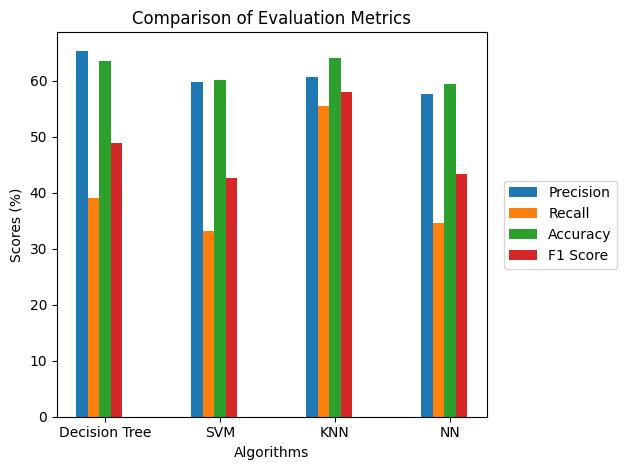 Comparison of Evaluation Metrics
Scores (%)
60
50
40
30
20
10
0
Decision Tree SVM KNN NN
Algorithms
Precision
Recall
Accuracy
F1 Score